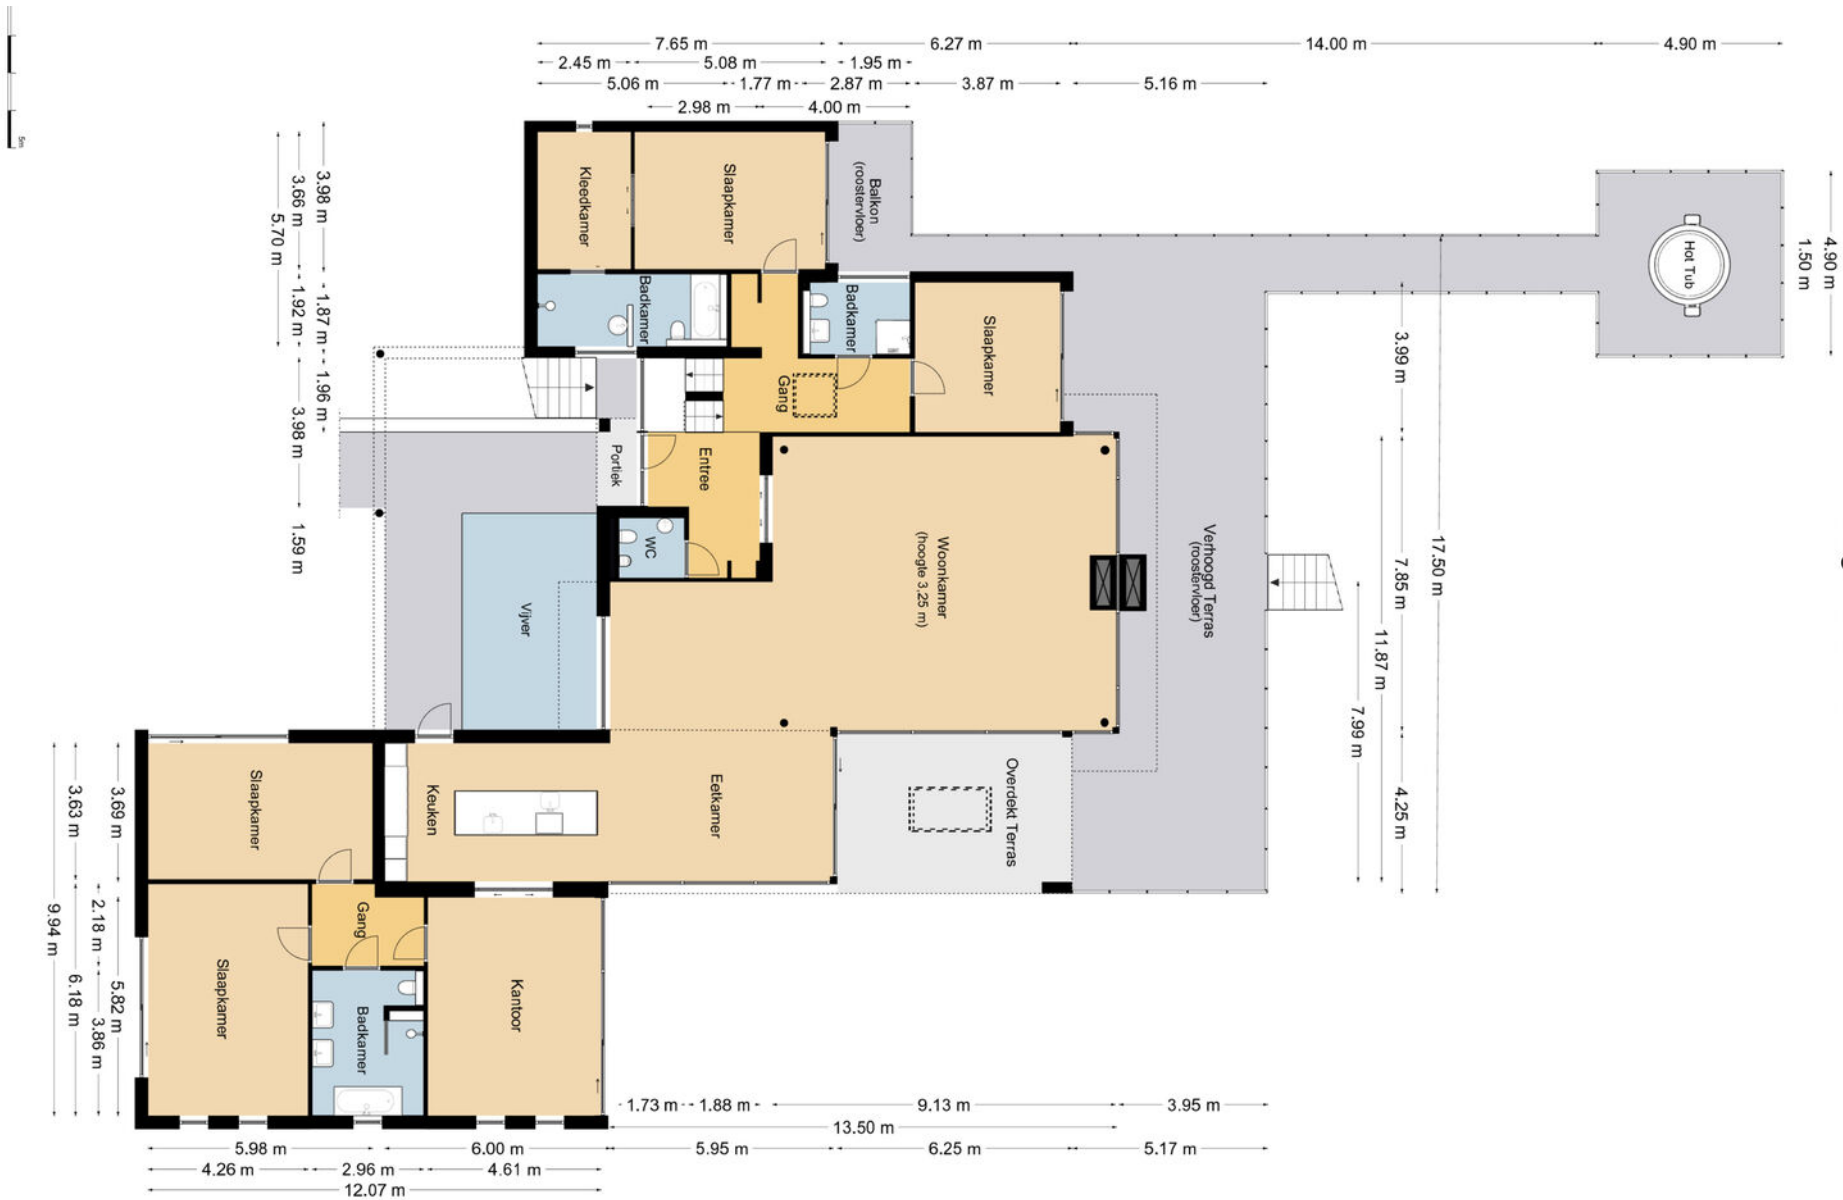 7.65 m
6.27 m
14.00 m
4.90 m
2.45 m
5.08 m
1.95 m
5.06 m
1.77 m
2.87 m
3.87 m
5.16 m
2.98 m
4.00 m
5m
3.98 m
3.66 m
5.70 m
1.87 m
1.92 m
1.96 m
3.98 m
1.59 m
Kleedkamer
Slaapkamer
Balkon
(roostervloer)
Hot Tub
4.90 m
1.50 m
Badkamer
Badkamer
Slaapkamer
Gang
3.99 m
Portiek
Entree
WC
Woonkamer
(hoogte 3,25 m)
Verhoogd Terras
(roostervloer)
17.50 m
7.85 m
11.87 m
7.99 m
4.25 m
Vijver
Slaapkamer
Keuken
Eetkamer
Overdekt Terras
3.69 m
3.63 m
9.94 m
2.18 m
6.18 m
5.82 m
3.86 m
Gang
Slaapkamer
Badkamer
Kantoor
1.73 m
1.88 m
9.13 m
3.95 m
13.50 m
5.98 m
6.00 m
5.95 m
6.25 m
5.17 m
4.26 m
2.96 m
4.61 m
12.07 m